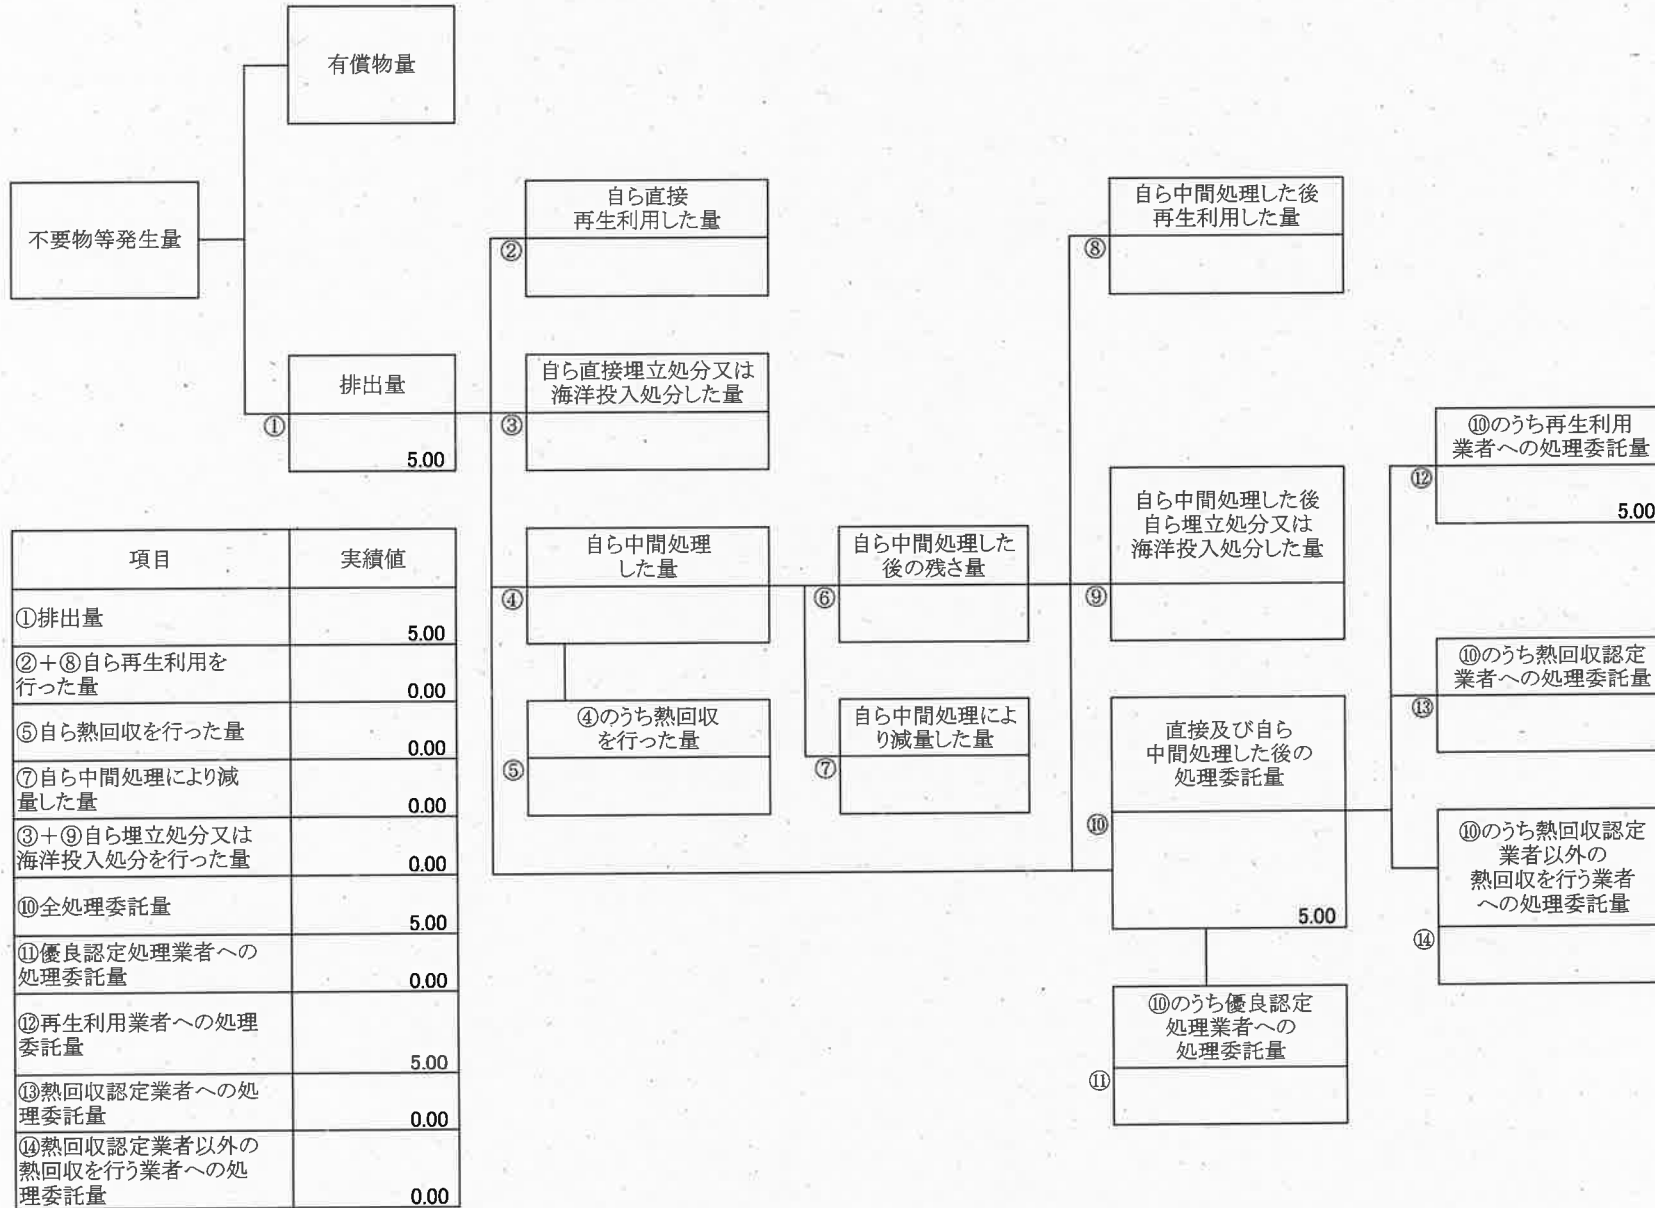 有償物量
不要物等発生量
自ら直接
再生利用した量
②
自ら中間処理した後
再生利用した量
⑧
排出量
①
5.00
自ら直接埋立処分又は
海洋投入処分した量
③
⑩のうち再生利用
業者への処理委託量
⑫
5.00
自ら中間処理
した量
④
自ら中間処理した
後の残さ量
⑥
自ら中間処理した後
自ら埋立処分又は
海洋投入処分した量
⑨
⑩のうち熱回収認定
業者への処理委託量
⑬
④のうち熱回収
を行った量
⑤
自ら中間処理によ
り減量した量
⑦
直接及び自ら
中間処理した後の
処理委託量
⑩
5.00
⑩のうち熱回収認定
業者以外の
熱回収を行う業者
への処理委託量
⑭
⑩のうち優良認定
処理業者への
処理委託量
⑪
項目 実績値
①排出量 5.00
②+⑧自ら再生利用を
行った量 0.00
⑤自ら熱回収を行った量 0.00
⑦自ら中間処理により減
量した量 0.00
③+⑨自ら埋立処分又は
海洋投入処分を行った量 0.00
⑩全処理委託量 5.00
⑪優良認定処理業者への
処理委託量 0.00
⑫再生利用業者への処理
委託量 5.00
⑬熱回収認定業者への処
理委託量 0.00
⑭熱回収認定業者以外の
熱回収を行う業者への処
理委託量 0.00